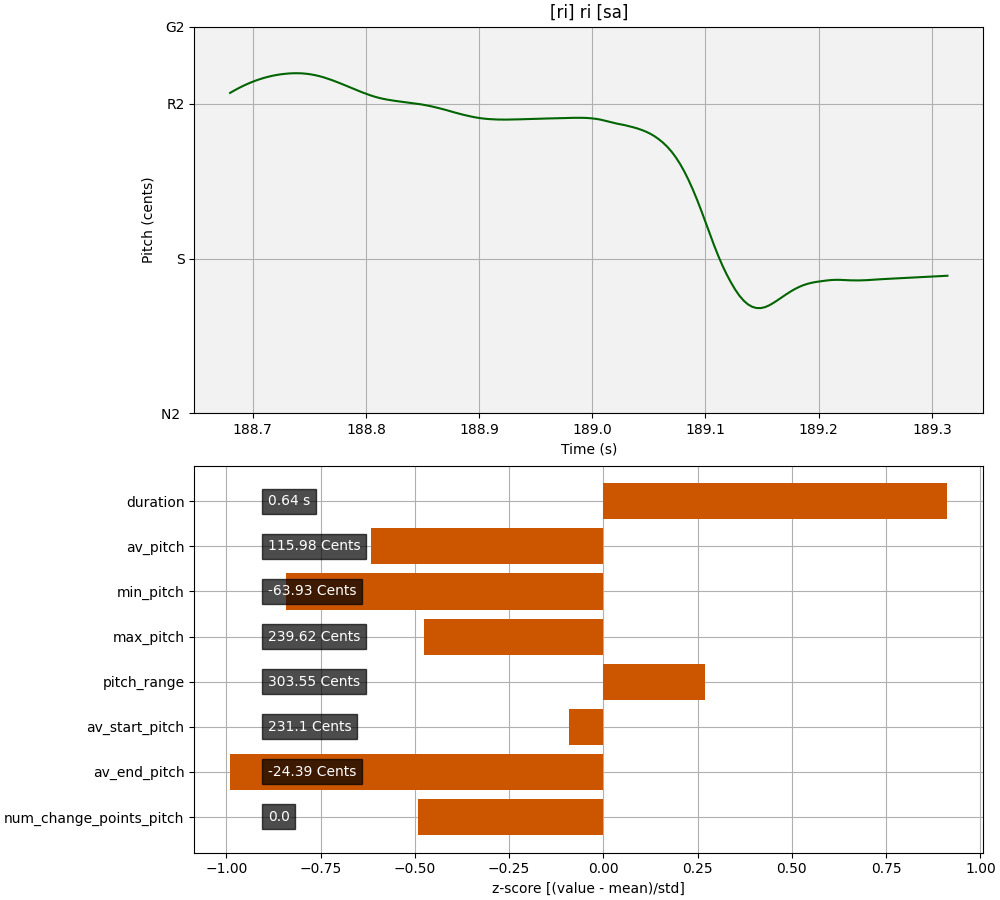 [ri] ri [sa]
G2
R2
S
N2
Pitch (cents)
188.7 188.8 188.9 189.0 189.1 189.2 189.3
Time (s)
duration 0.64 s
av_pitch 115.98 Cents
min_pitch -63.93 Cents
max_pitch 239.62 Cents
pitch_range 303.55 Cents
av_start_pitch 231.1 Cents
av_end_pitch -24.39 Cents
num_change_points_pitch 0.0
−1.00 −0.75 −0.50 −0.25 0.00 0.25 0.50 0.75 1.00
z-score [(value - mean)/std]